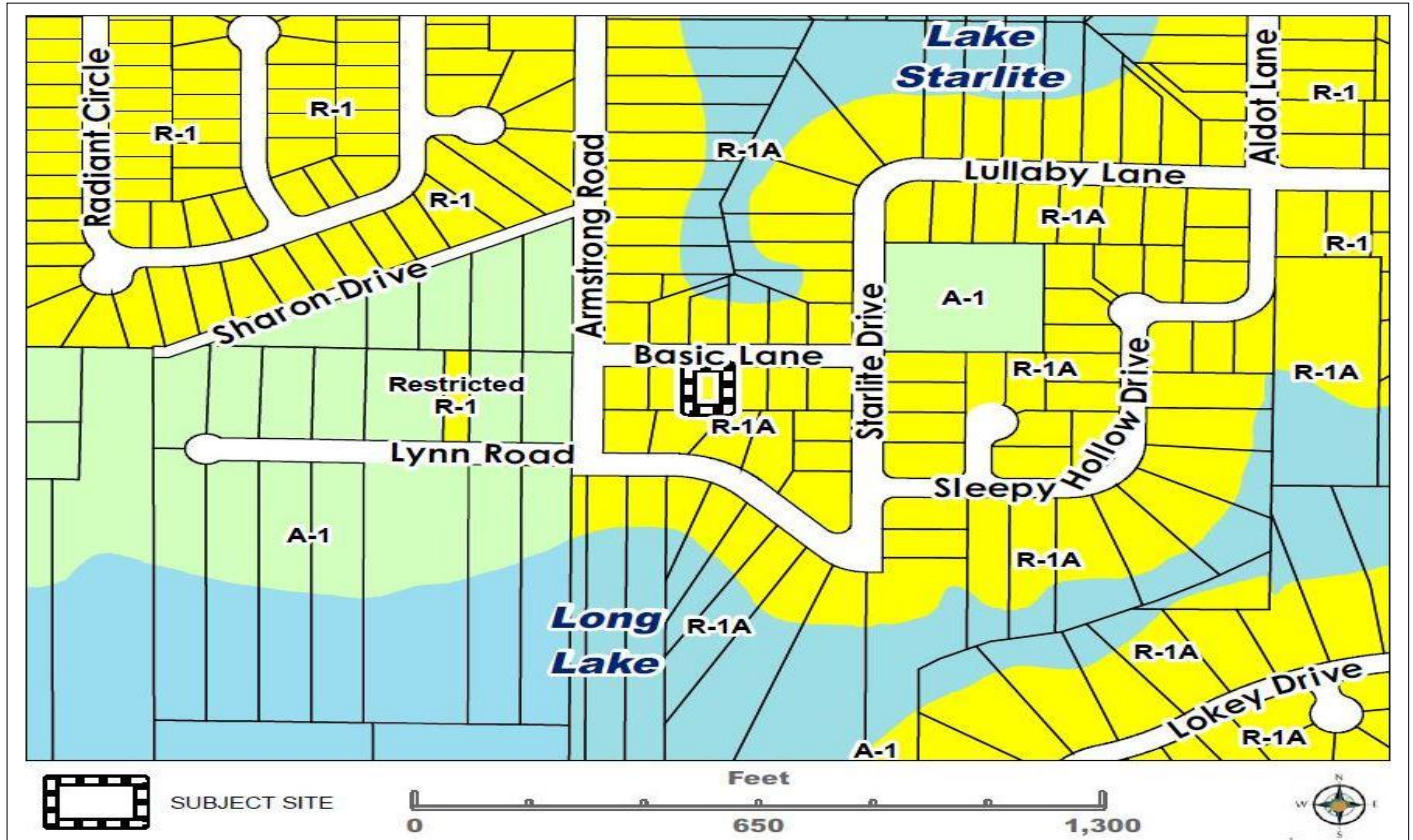 Lake
Starlite
Radiant Circle
R-1
R-1
Aldot Lane
R-1
Armstrong Road
R-1A
Lullaby Lane
R-1
R-1A
R-1
Sharon Drive
A-1
Starlite Drive
Basic Lane
Restricted
R-1
R-1A
R-1A
R-1A
Lynn Road
Sleepy Hollow Drive
A-1
R-1A
Long
Lake
R-1A
R-1A
Lokey Drive
R-1A
A-1
SUBJECT SITE
Feet
0
650
1,300
N
W
E
S